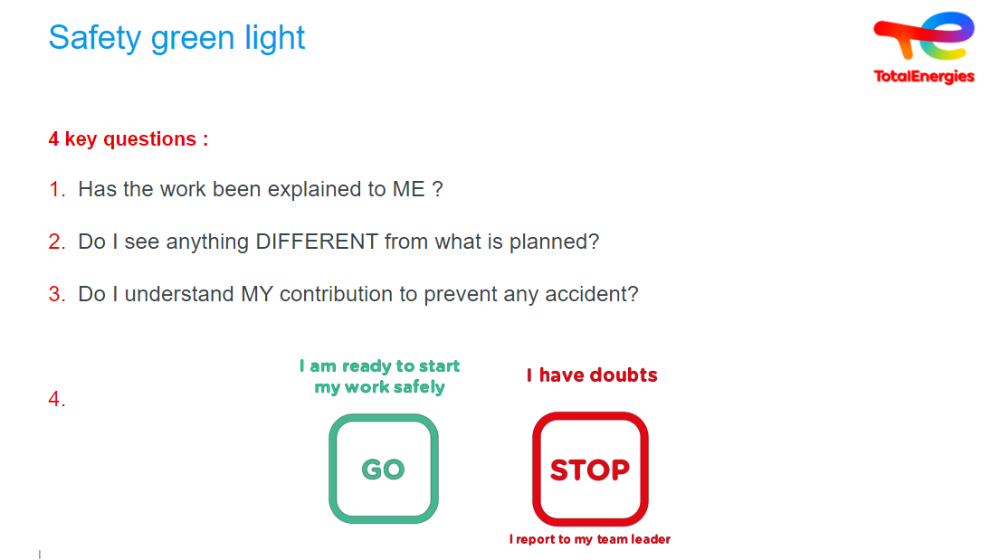 Safety green light
TotalEnergies
4 key questions :
1. Has the work been explained to ME ?
2. Do I see anything DIFFERENT from what is planned?
3. Do I understand MY contribution to prevent any accident?
4.
I am ready to start
my work safely
GO
I have doubts
STOP
I report to my team leader